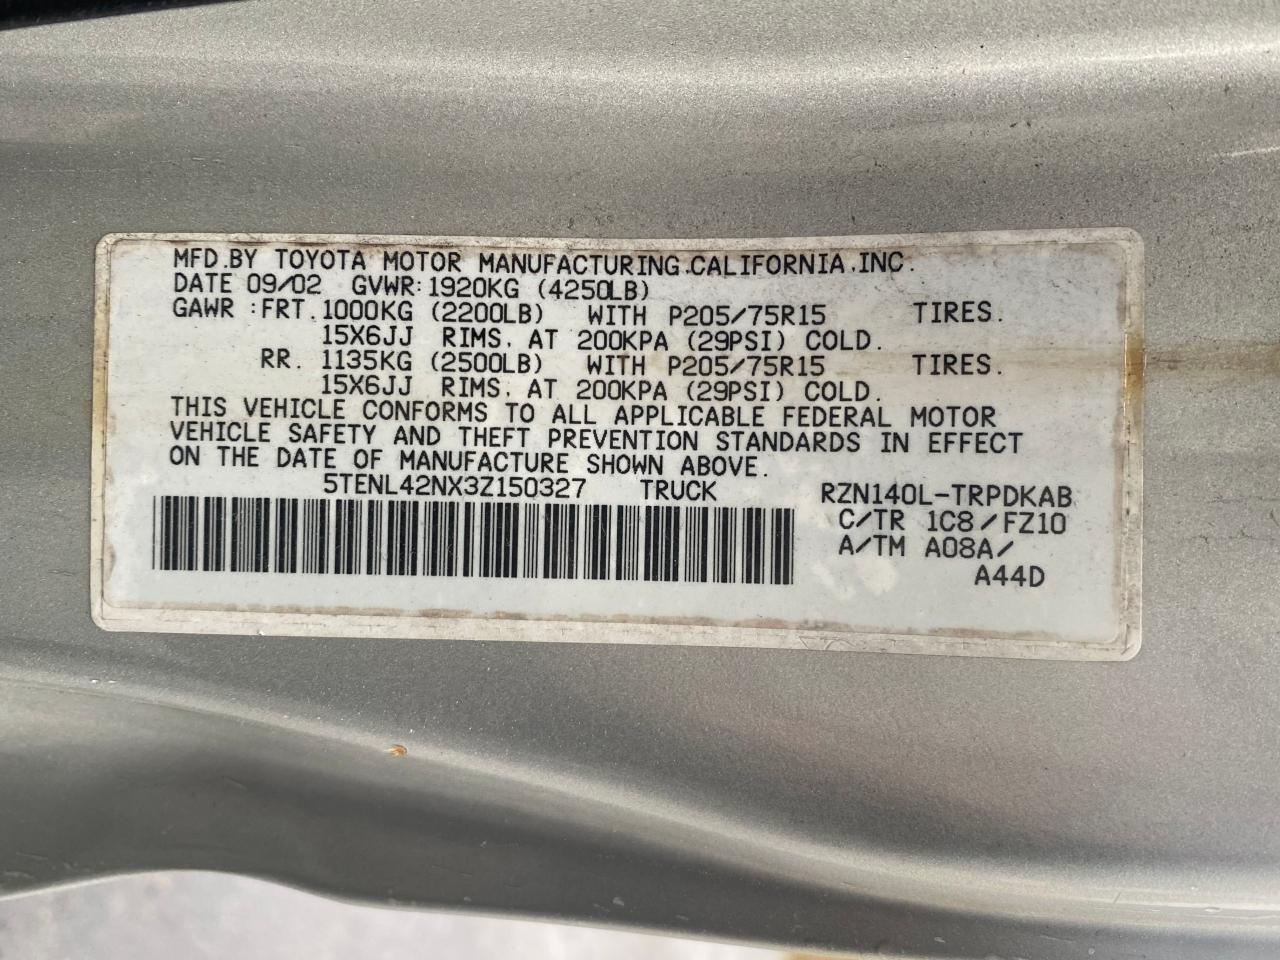 MFD.BY TOYOTA MOTOR MANUFACTURING.CALIFORNIA.INC.
DATE 09/02 GVWR:1920KG (4250LB)
GAWR :FRT.1000KG (2200LB) WITH P205/75R15 TIRES.
15X6JJ RIMS. AT 200KPA (29PSI) COLD.
RR. 1135KG (2500LB) WITH P205/75R15 TIRES.
15X6JJ RIMS. AT 200KPA (29PSI) COLD.
THIS VEHICLE CONFORMS TO ALL APPLICABLE FEDERAL MOTOR
VEHICLE SAFETY AND THEFT PREVENTION STANDARDS IN EFFECT
ON THE DATE OF MANUFACTURE SHOWN ABOVE.
5TENL42NX3Z150327 TRUCK RZN140L-TRPDKAB
C/TR 1C8/FZ10
A/TM A08A/
A44D